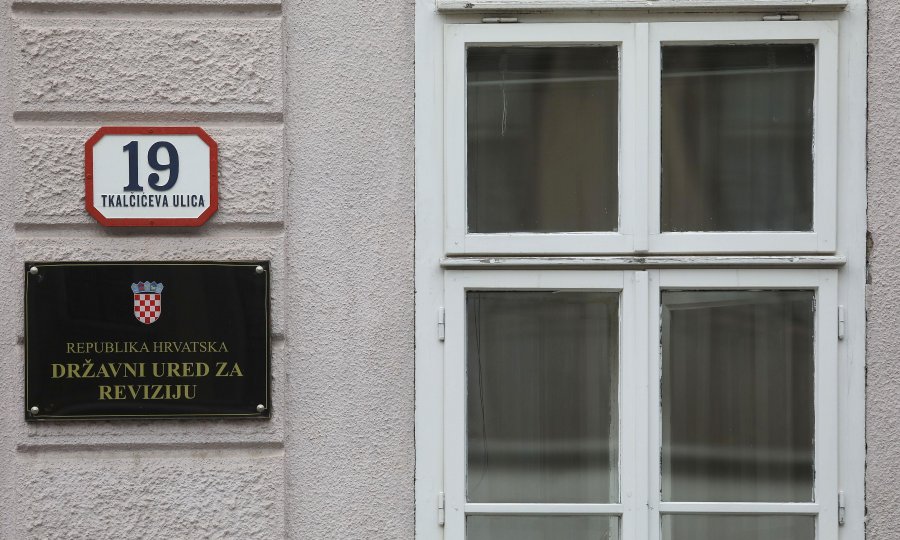 19
TKALČIĆEVA ULICA
REPUBLIKA HRVATSKA
DRŽAVNI URED ZA
REVIZIJU